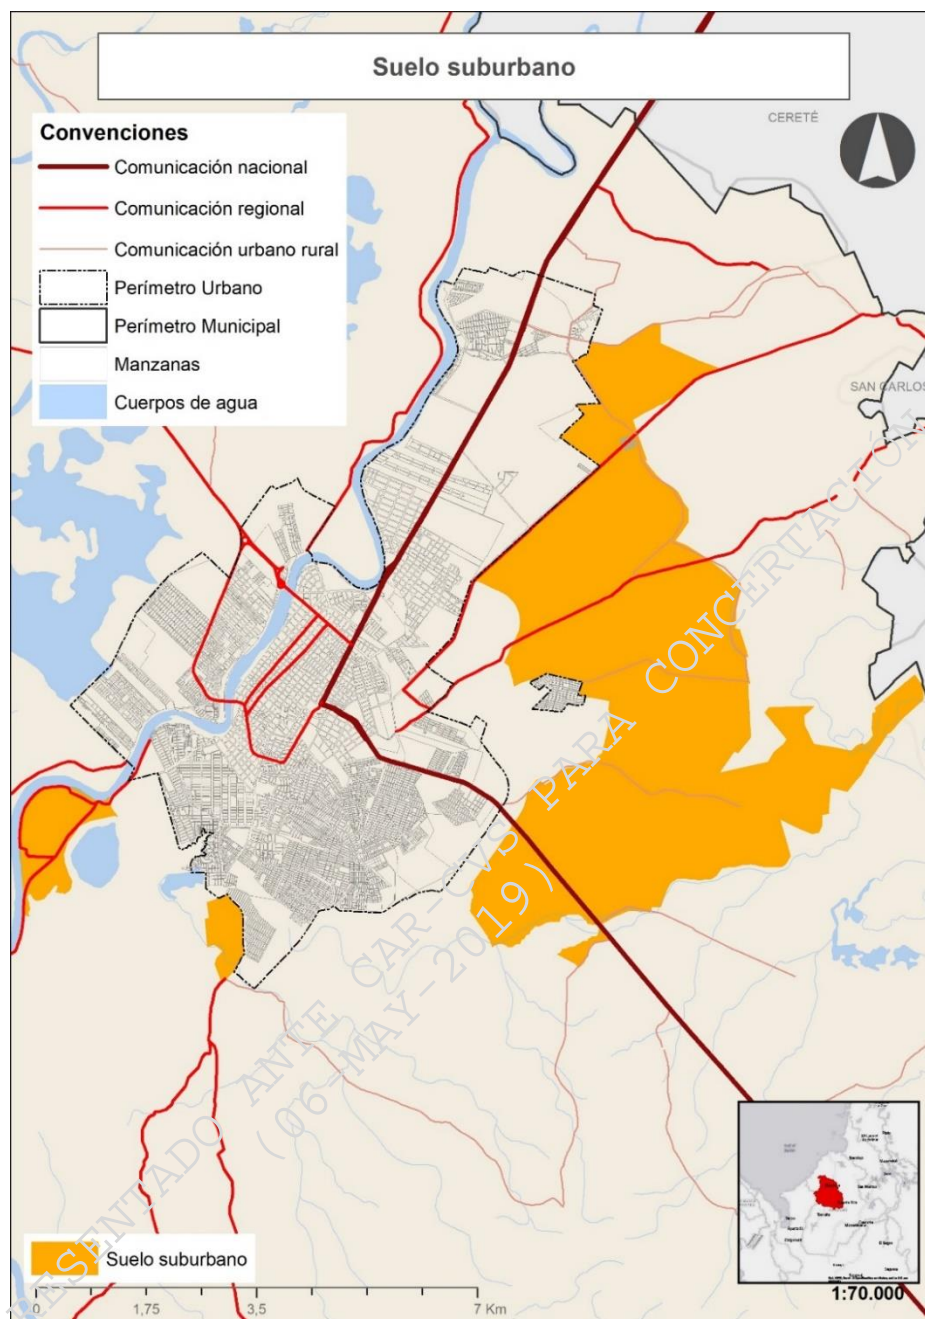 Suelo suburbano
CERETÉ
Convenciones
Comunicación nacional
Comunicación regional
Comunicación urbano rural
Perímetro Urbano
Perímetro Municipal
Manzanas
Cuerpos de agua
SAN CARLOS
ESENTADO ANTE CAR-CVS PARA CONCERTACION
(06-MAY-2019)
Suelo suburbano
0 1,75 3,5 7 Km
1:70.000